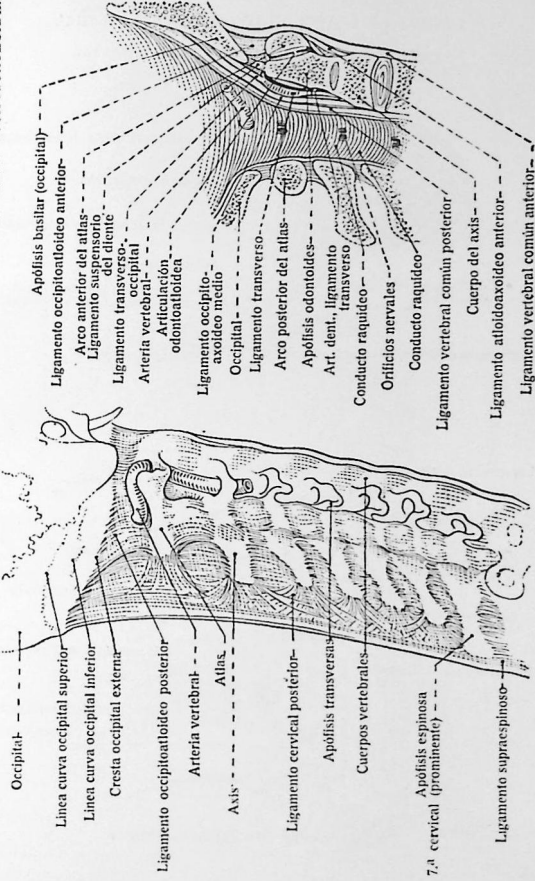 Occipital
Línea curva occipital superior
Línea curva occipital inferior
Cresta occipital externa
Ligamento occipitoatloideo posterior
Arteria vertebral
Atlas
Axis
Ligamento cervical postérior
Apófisis transversas
Cuerpos vertebrales
Apófisis espinosa
7.ª cervical (prominente)
Ligamento supraespinoso
Apófisis basilar (occipital)
Ligamento occipitoantloideo anterior
Arco anterior del atlas
Ligamento suspensorio
del diente
Ligamento transverso
occipital
Arteria vertebral
Articulación
odontoatloidea
Ligamento occipito-
axoideo medio
Occipital
Ligamento transverso
Arco posterior del atlas
Apófisis odontoides
Art. dent., ligamento
transverso
Conducto raquídeo
Orificios nervales
Conducto raquídeo
Ligamento vertebral común posterior
Cuerpo del axis
Ligamento atloidoaxoideo anterior
Ligamento vertebral común anterior